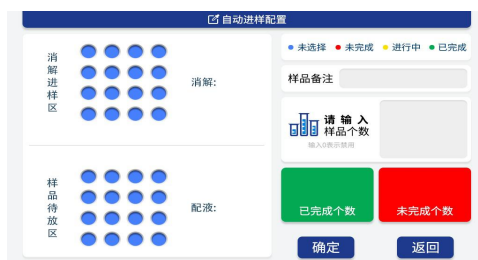 自动进样配置
消解进样区
消解:
样品待放区
配液:
未选择 未完成 进行中 已完成
样品备注
请 输 入
样品个数
输入0表示禁用
已完成个数
未完成个数
确定
返回